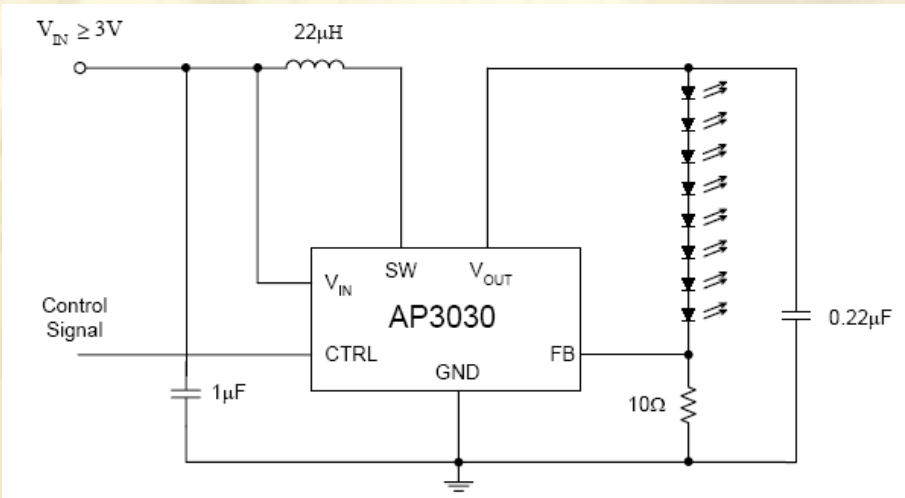 V_IN ≥ 3V
22μH
V_IN
SW
V_OUT
AP3030
Control
Signal
CTRL
FB
GND
1μF
10Ω
0.22μF